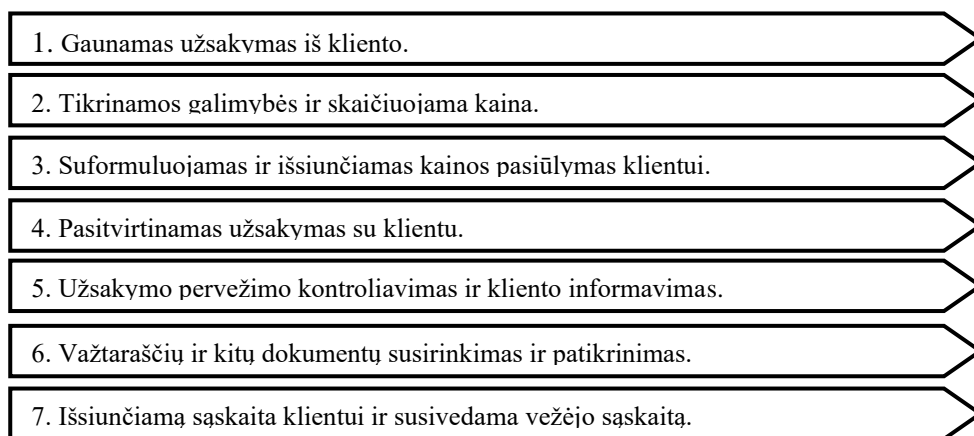 1. Gaunamas užsakymas iš kliento.
2. Tikrinamos galimybės ir skaičiuojama kaina.
3. Suformuluojamas ir išsiunčiamas kainos pasiūlymas klientui.
4. Pasitvirtinamas užsakymas su klientu.
5. Užsakymo pervežimo kontroliavimas ir kliento informavimas.
6. Važtaraščių ir kitų dokumentų susirinkimas ir patikrinimas.
7. Išsiunčiamą sąskaita klientui ir susivedama vežėjo sąskaitą.